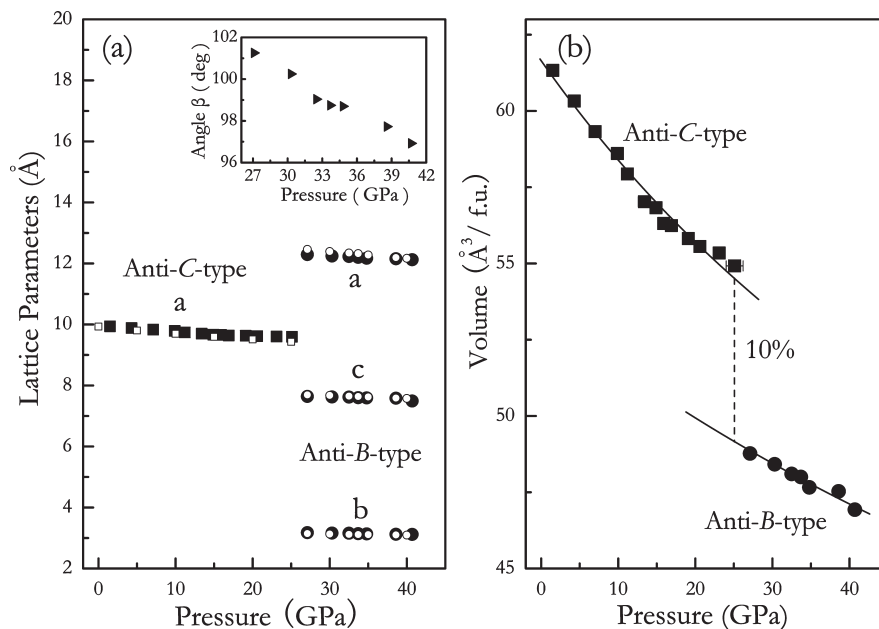 (a)
Lattice Parameters (Å)
20
18
16
14
12
10
8
6
4
2
0
10
20
30
40
Pressure (GPa)
Anti-C-type
a
a
c
Anti-B-type
b
Angle β ( deg )
102
100
98
96
27
30
33
36
39
42
Pressure ( GPa )
(b)
Volume (Å³/ f.u.)
65
60
55
50
45
0
10
20
30
40
Pressure (GPa)
Anti-C-type
10%
Anti-B-type